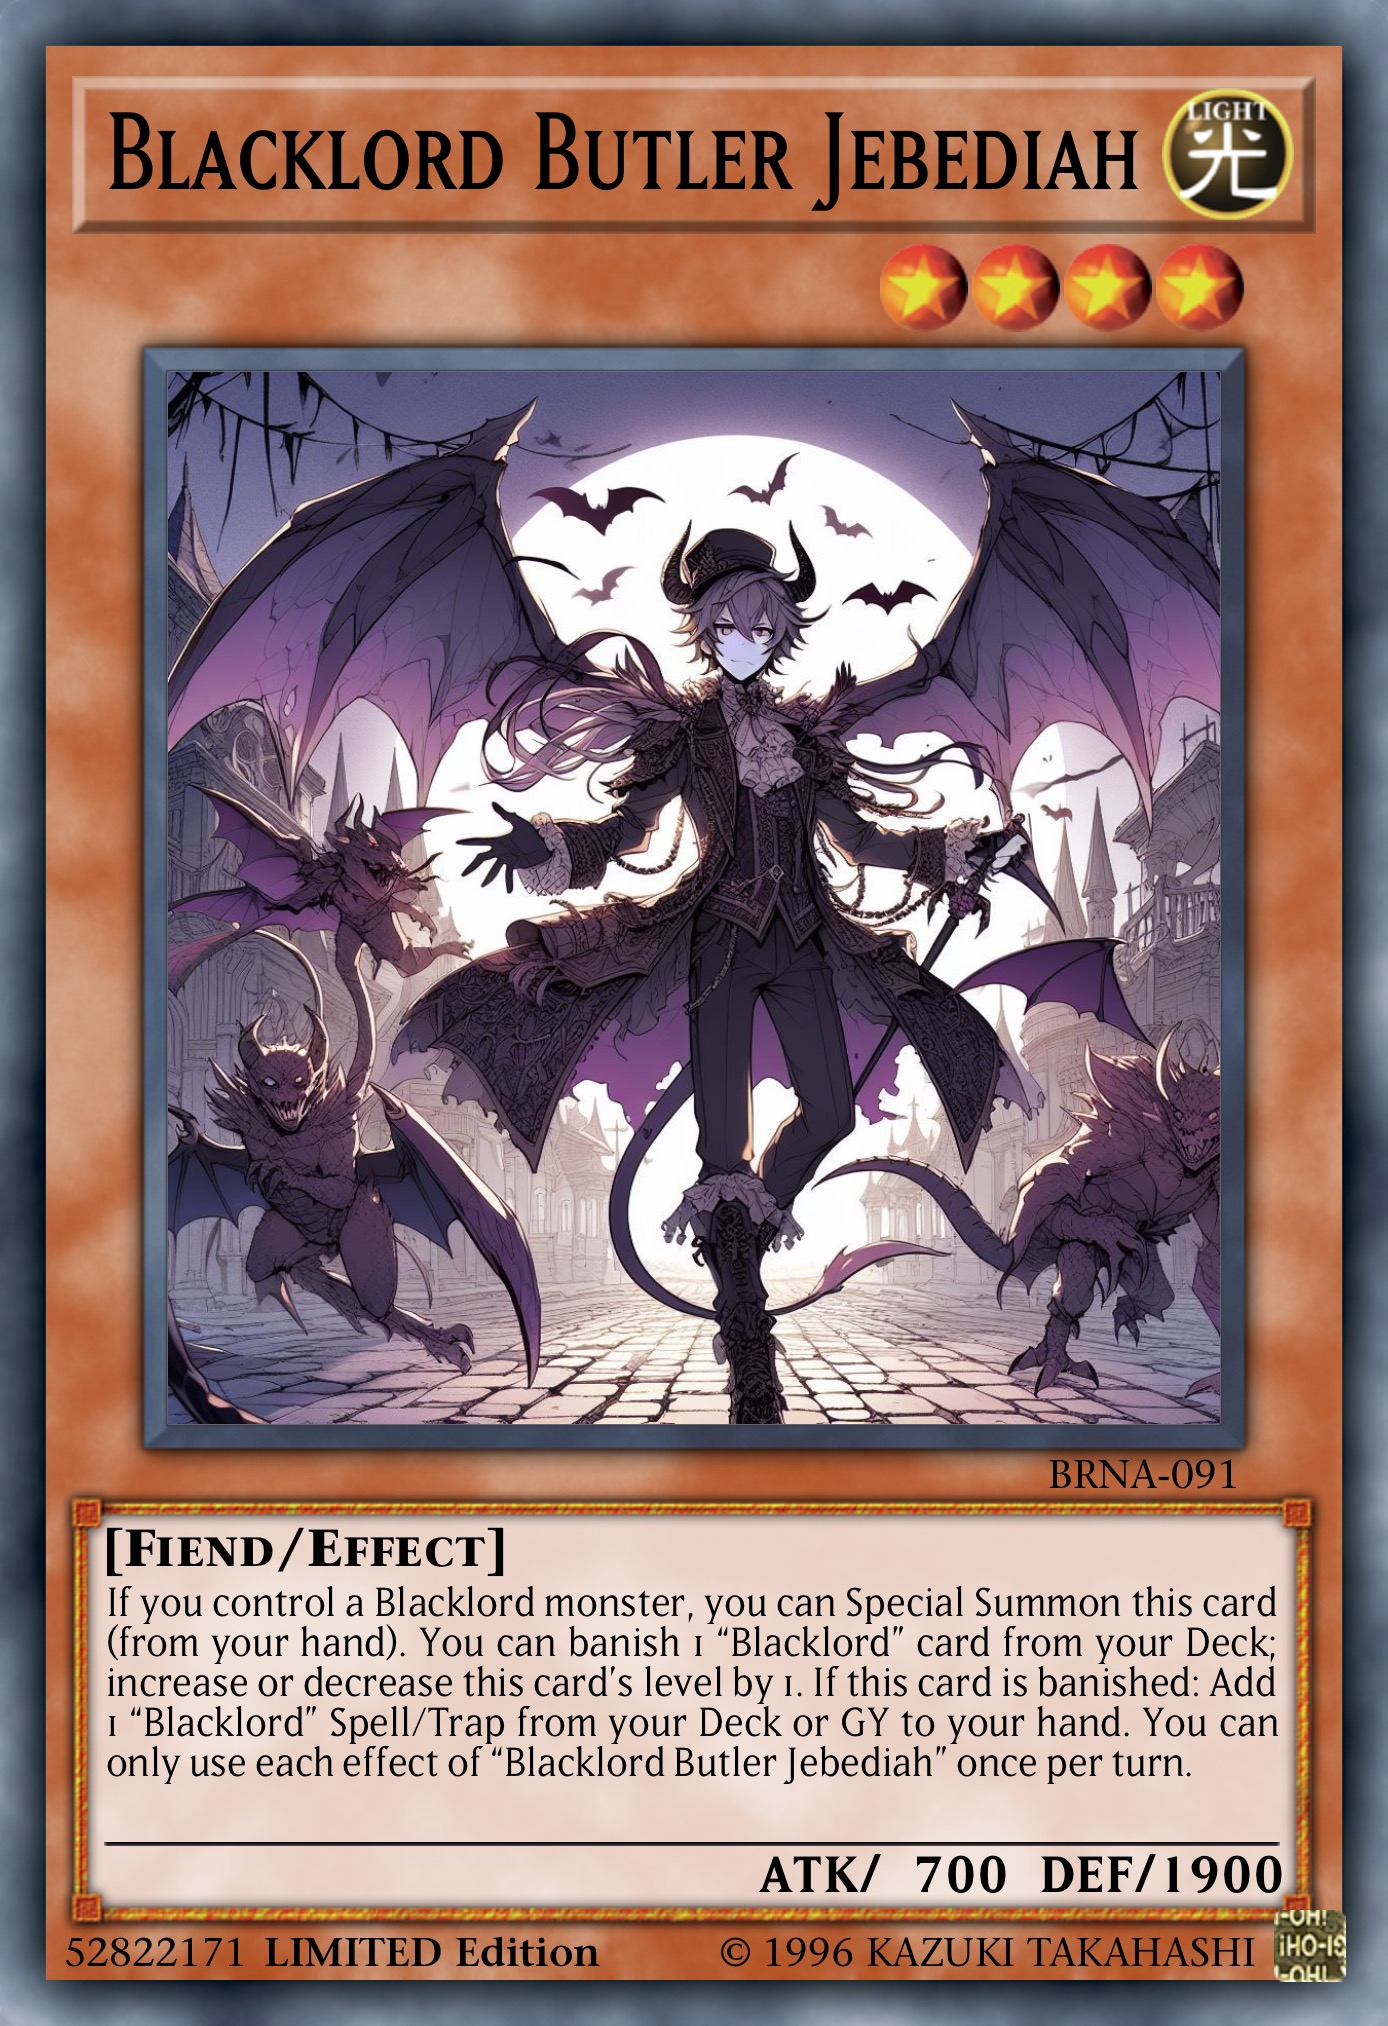 BLACKLORD BUTLER JEBEDIAH
LIGHT
光
BRNA-091
[FIEND/EFFECT]
If you control a Blacklord monster, you can Special Summon this card
(from your hand). You can banish 1 “Blacklord” card from your Deck;
increase or decrease this card's level by 1. If this card is banished: Add
1 “Blacklord” Spell/Trap from your Deck or GY to your hand. You can
only use each effect of “Blacklord Butler Jebediah” once per turn.
ATK/ 700 DEF/1900
52822171 LIMITED Edition © 1996 KAZUKI TAKAHASHI